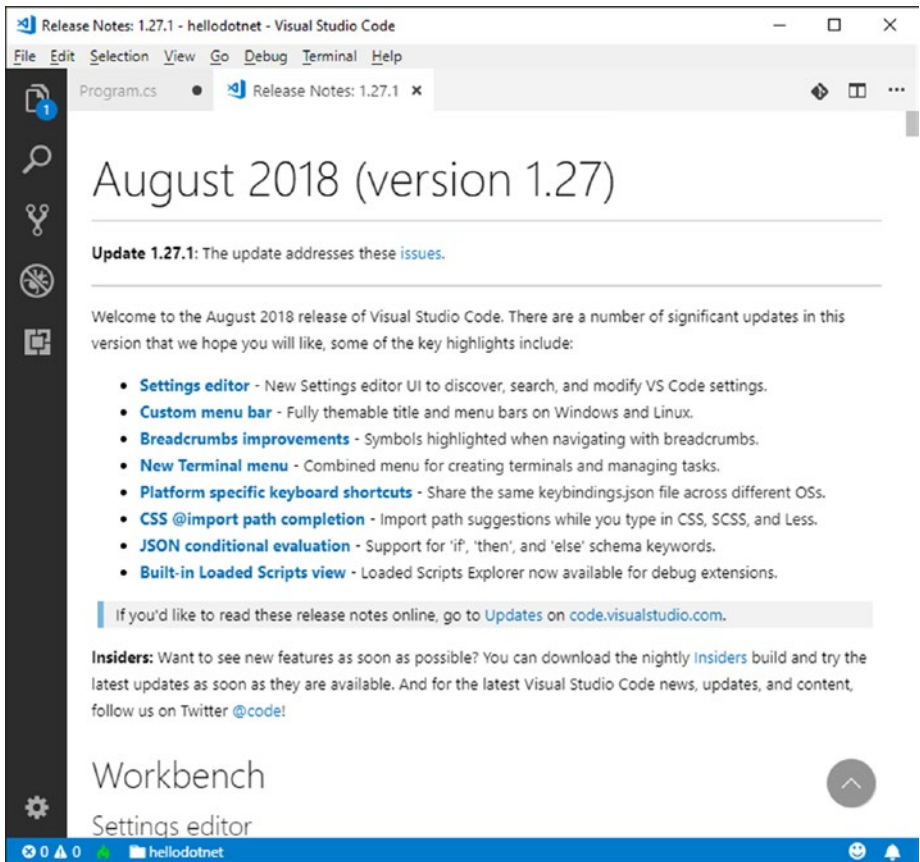 Release Notes: 1.27.1 - hellodotnet - Visual Studio Code
File Edit Selection View Go Debug Terminal Help
Program.cs Release Notes: 1.27.1
1
August 2018 (version 1.27)
Update 1.27.1: The update addresses these issues.
Welcome to the August 2018 release of Visual Studio Code. There are a number of significant updates in this
version that we hope you will like, some of the key highlights include:
• Settings editor - New Settings editor UI to discover, search, and modify VS Code settings.
• Custom menu bar - Fully themable title and menu bars on Windows and Linux.
• Breadcrumbs improvements - Symbols highlighted when navigating with breadcrumbs.
• New Terminal menu - Combined menu for creating terminals and managing tasks.
• Platform specific keyboard shortcuts - Share the same keybindings.json file across different OSs.
• CSS @import path completion - Import path suggestions while you type in CSS, SCSS, and Less.
• JSON conditional evaluation - Support for 'if', 'then', and 'else' schema keywords.
• Built-in Loaded Scripts view - Loaded Scripts Explorer now available for debug extensions.
If you'd like to read these release notes online, go to Updates on code.visualstudio.com.
Insiders: Want to see new features as soon as possible? You can download the nightly Insiders build and try the
latest updates as soon as they are available. And for the latest Visual Studio Code news, updates, and content,
follow us on Twitter @code!
Workbench
Settings editor
0 0 hellodotnet